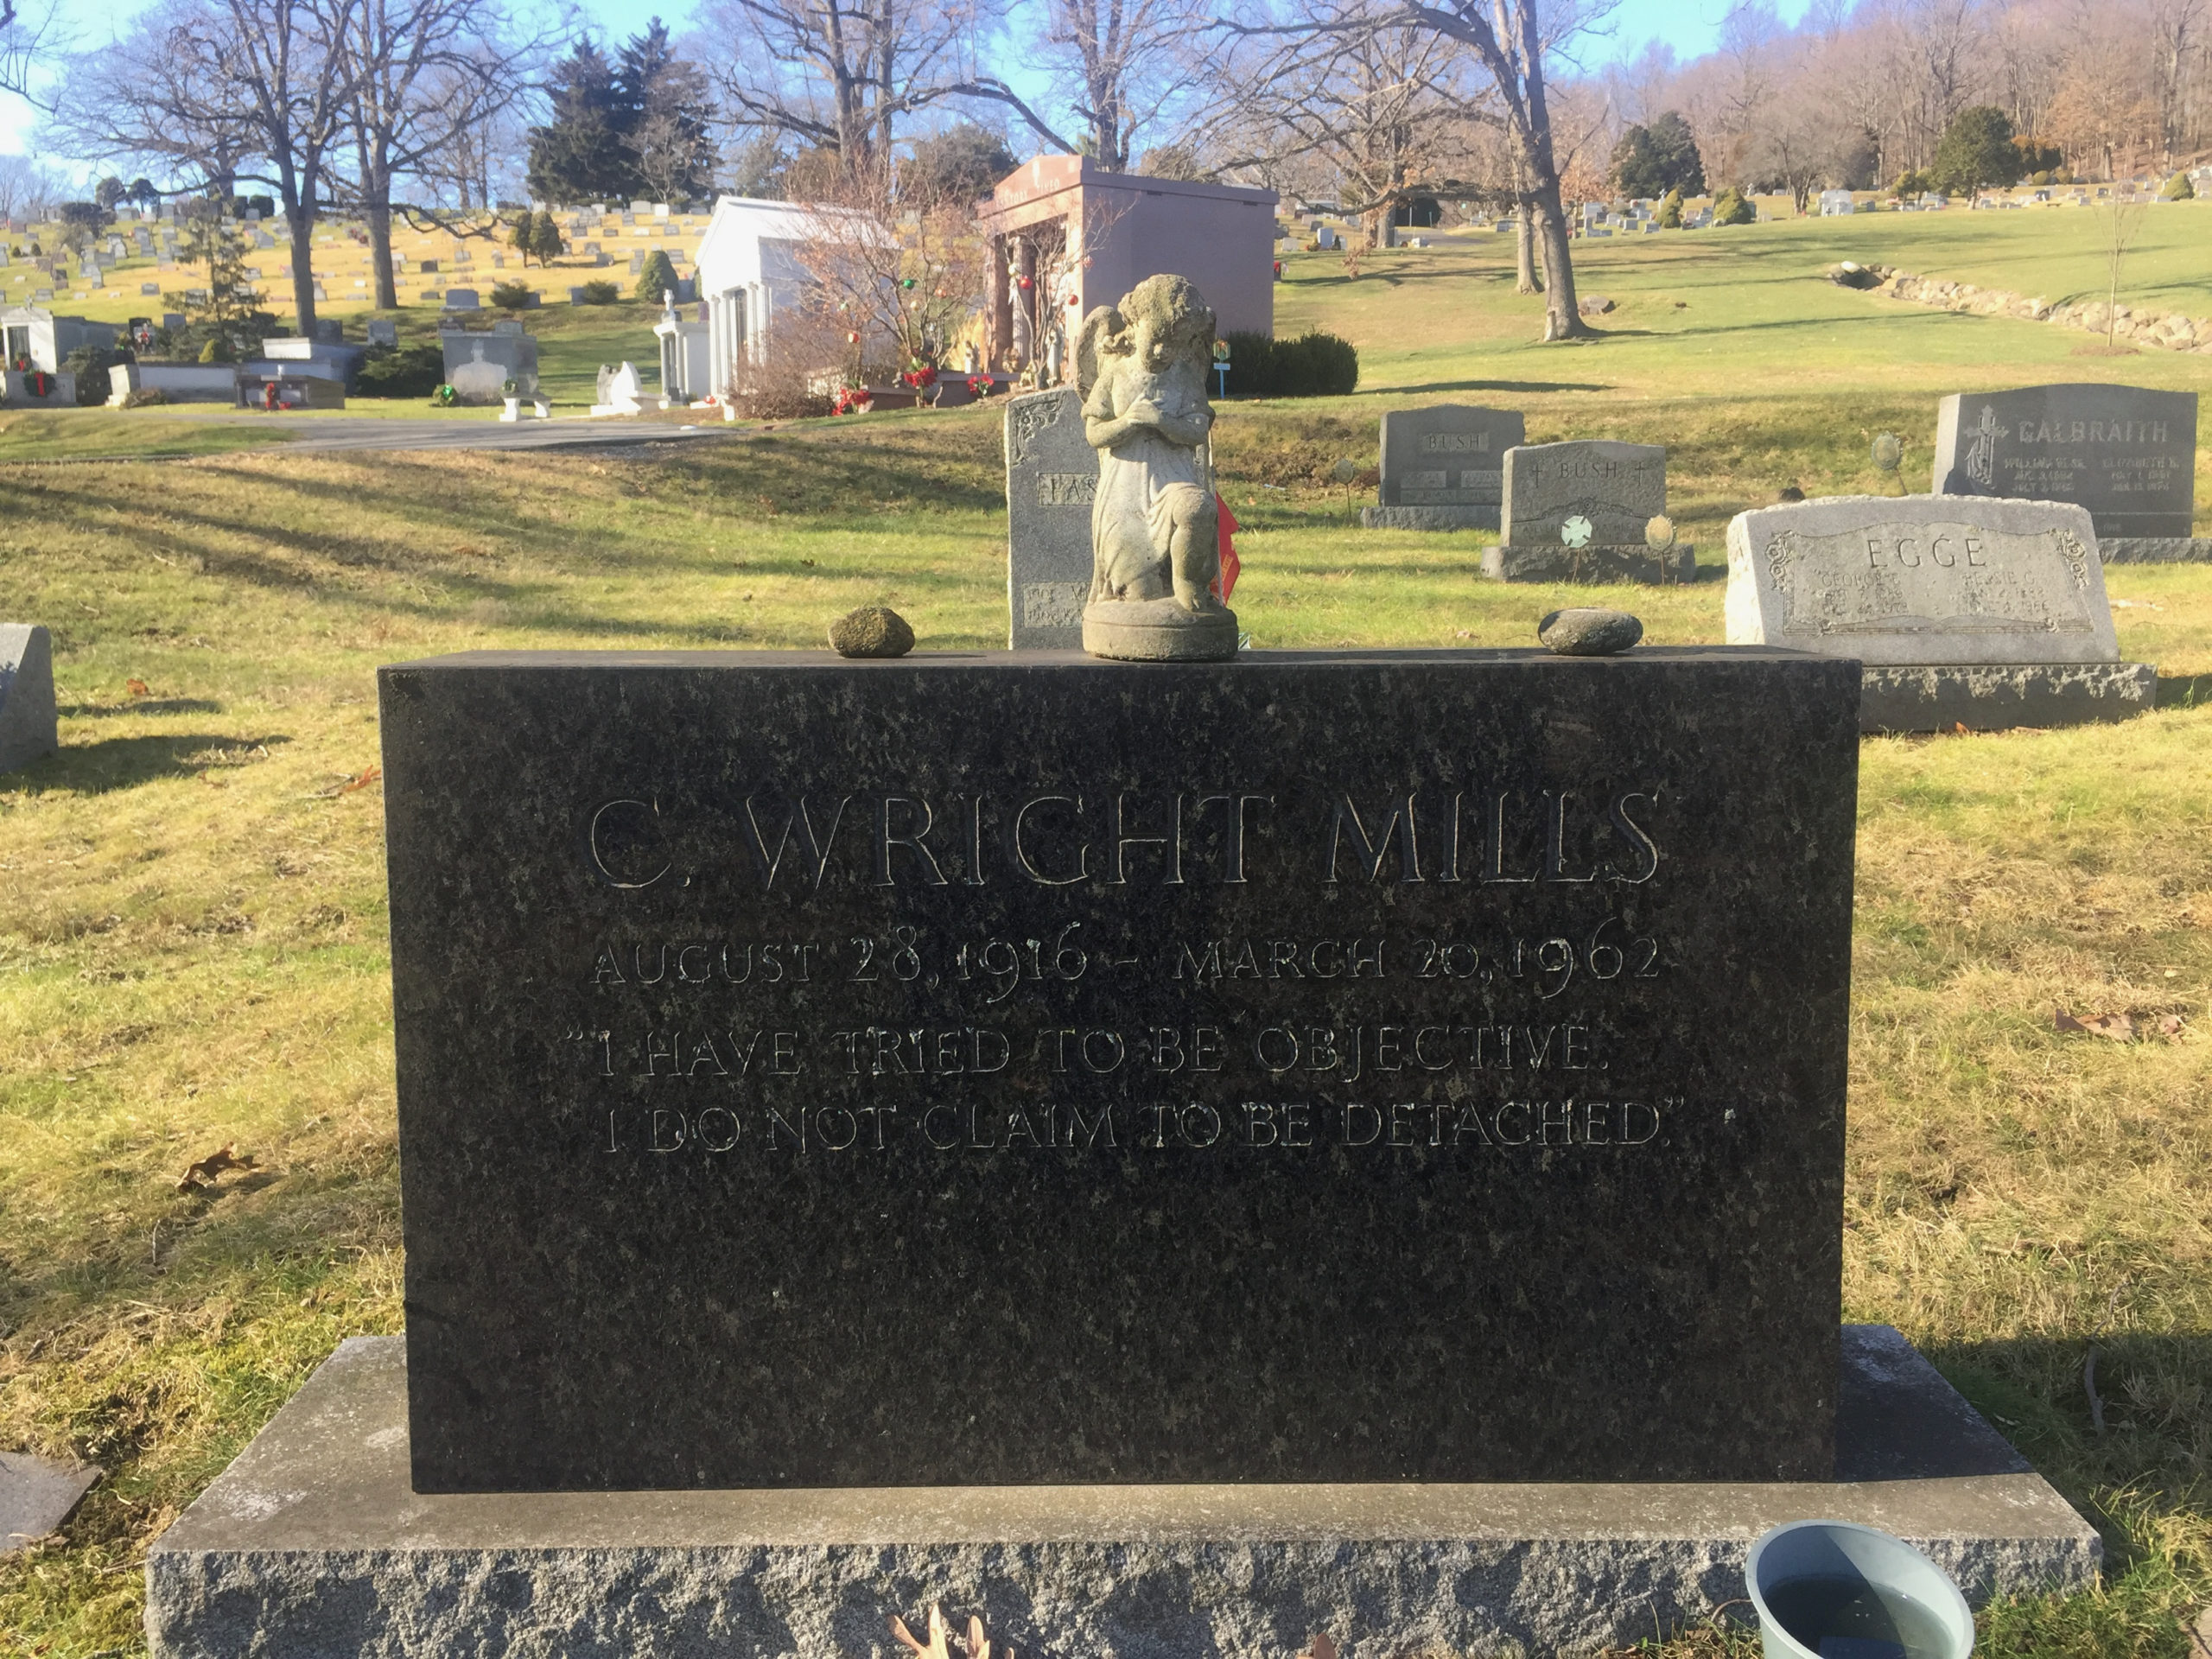 BUSH
BUSH
GALBRAITH
EGGE
C. WRIGHT MILLS
AUGUST 28, 1916 - MARCH 20, 1962
"I HAVE TRIED TO BE OBJECTIVE.
I DO NOT CLAIM TO BE DETACHED."